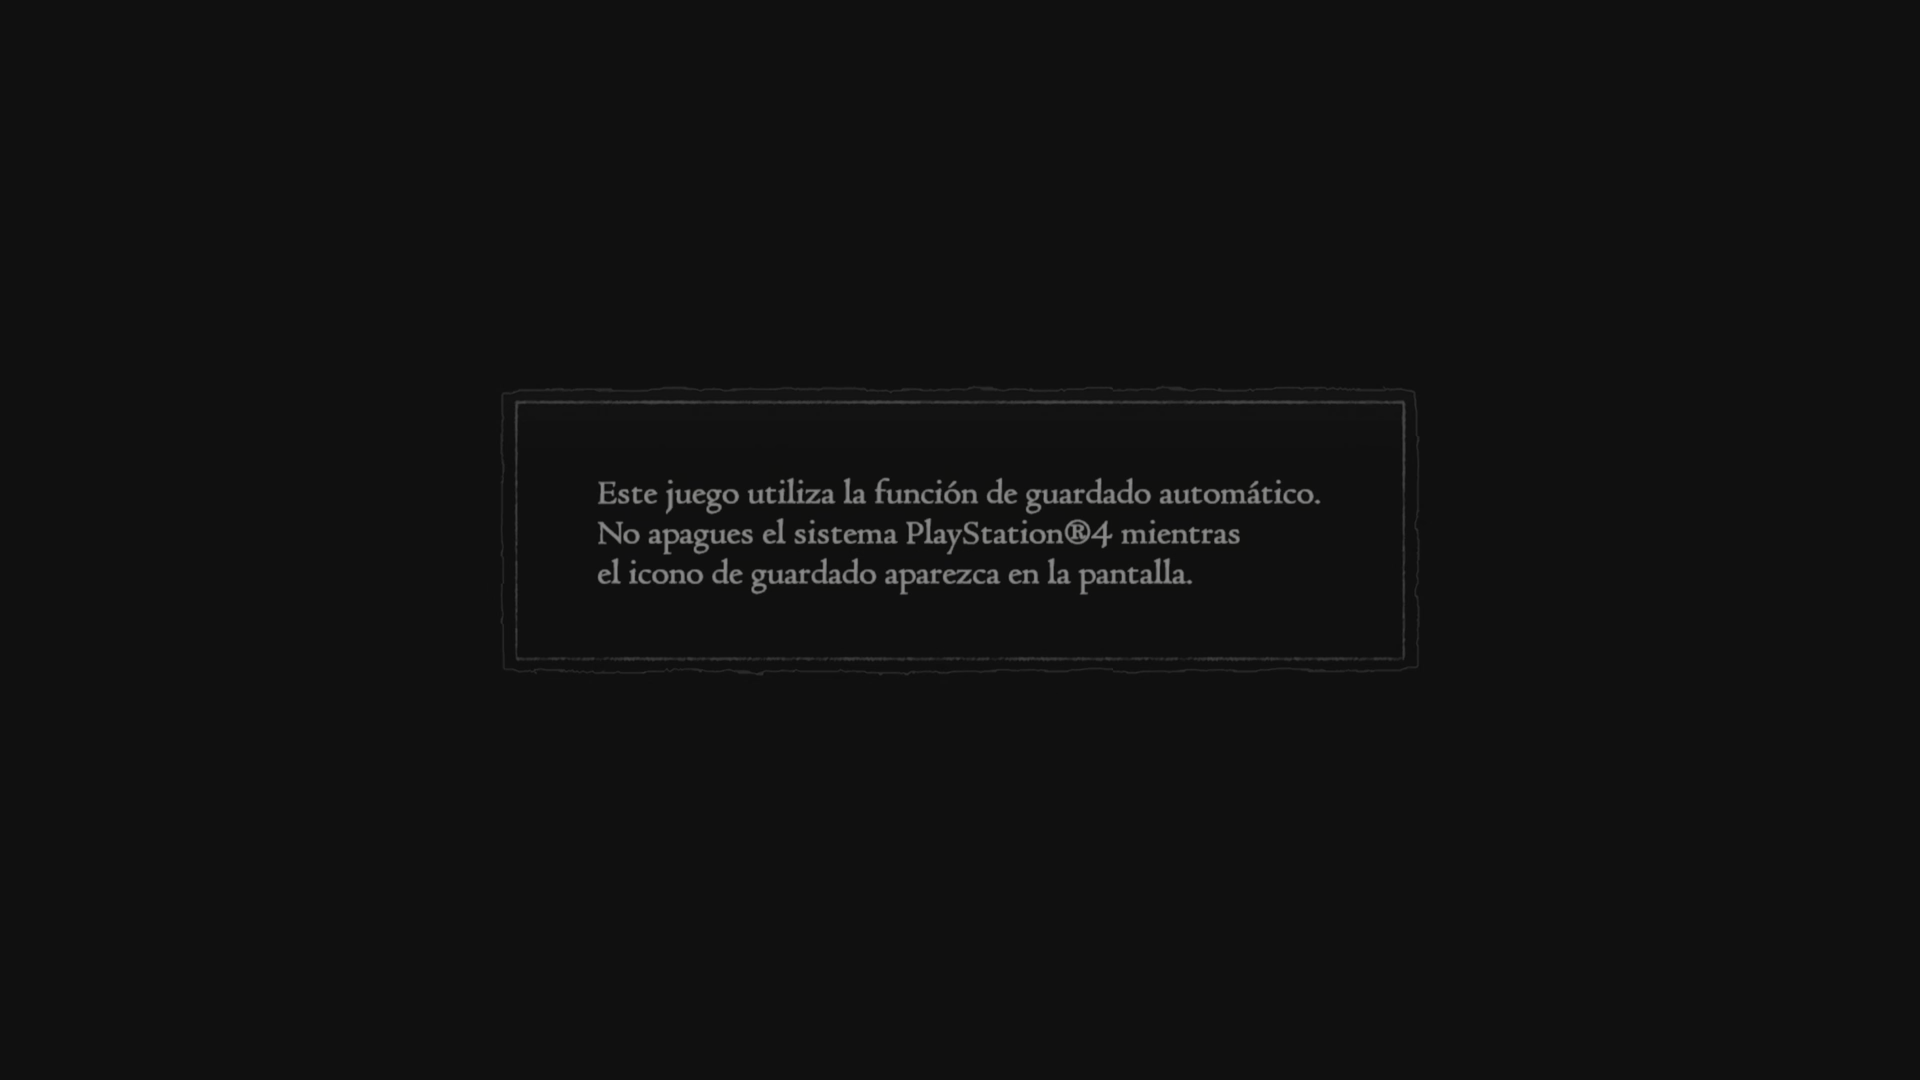 Este juego utiliza la función de guardado automático.
No apagues el sistema PlayStation®4 mientras
el icono de guardado aparezca en la pantalla.